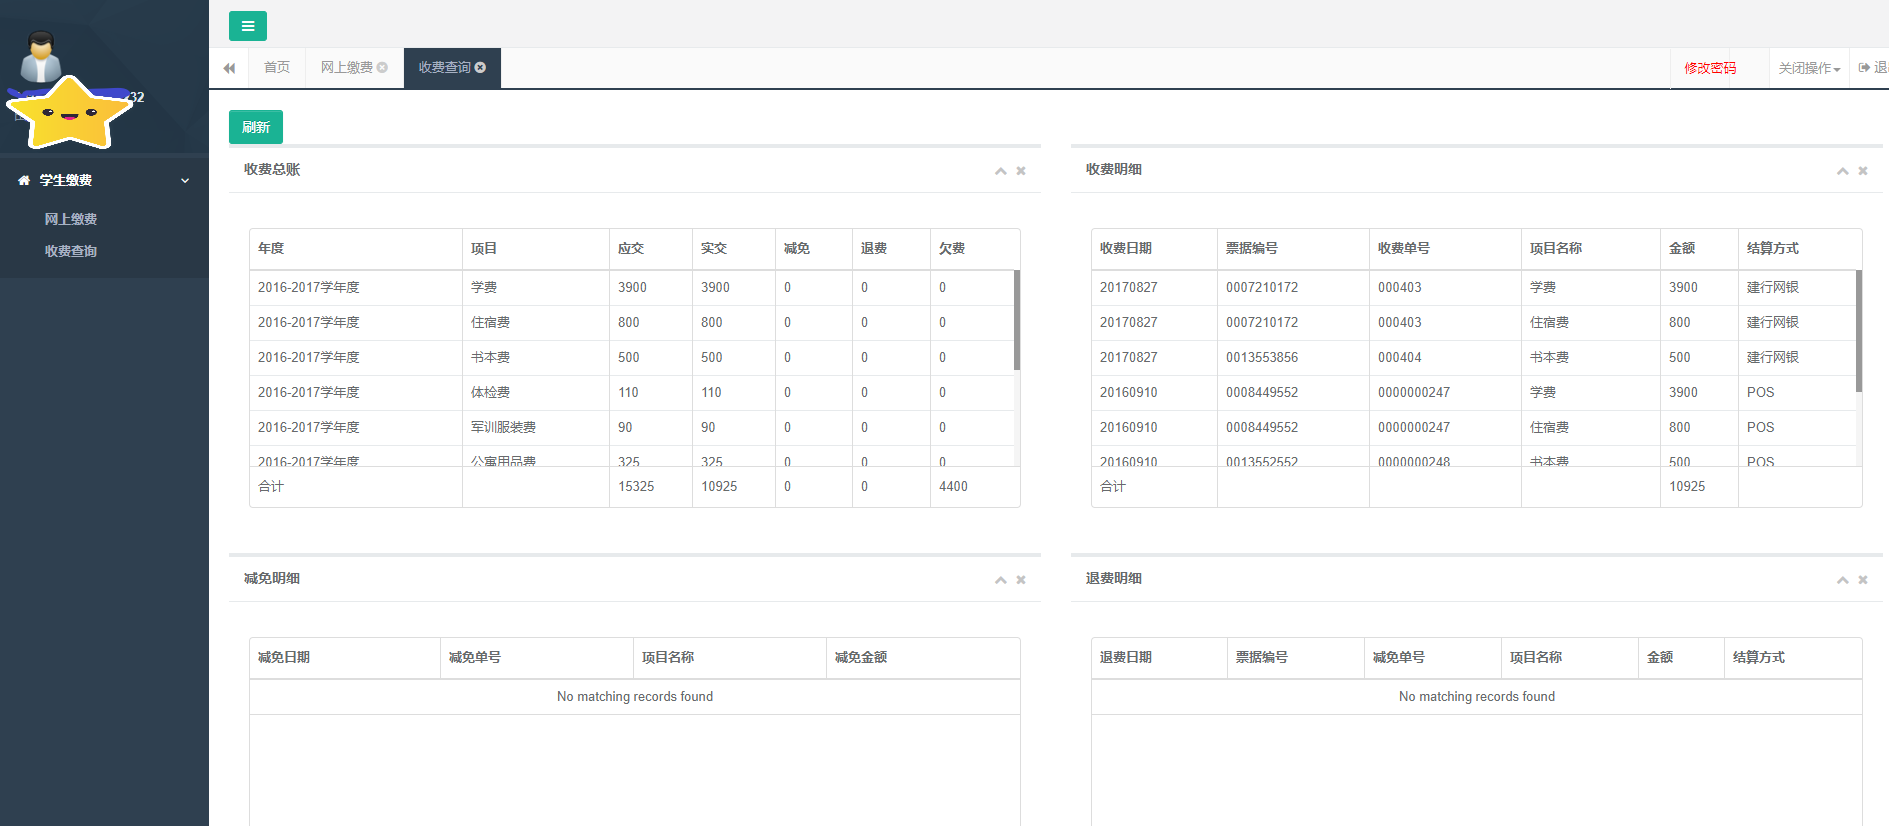 32
学生缴费
网上缴费
收费查询
首页 网上缴费 收费查询 修改密码 关闭操作
刷新
收费总账
年度 项目 应交 实交 减免 退费 欠费
2016-2017学年度 学费 3900 3900 0 0 0
2016-2017学年度 住宿费 800 800 0 0 0
2016-2017学年度 书本费 500 500 0 0 0
2016-2017学年度 体检费 110 110 0 0 0
2016-2017学年度 军训服装费 90 90 0 0 0
2016-2017学年度 公寓用品费 325 325 0 0 0
合计 15325 10925 0 0 4400
收费明细
收费日期 票据编号 收费单号 项目名称 金额 结算方式
20170827 0007210172 000403 学费 3900 建行网银
20170827 0007210172 000403 住宿费 800 建行网银
20170827 0013553856 000404 书本费 500 建行网银
20160910 0008449552 0000000247 学费 3900 POS
20160910 0008449552 0000000247 住宿费 800 POS
20160910 0013552552 0000000248 书本费 500 POS
合计 10925
减免明细
减免日期 减免单号 项目名称 减免金额
No matching records found
退费明细
退费日期 票据编号 减免单号 项目名称 金额 结算方式
No matching records found